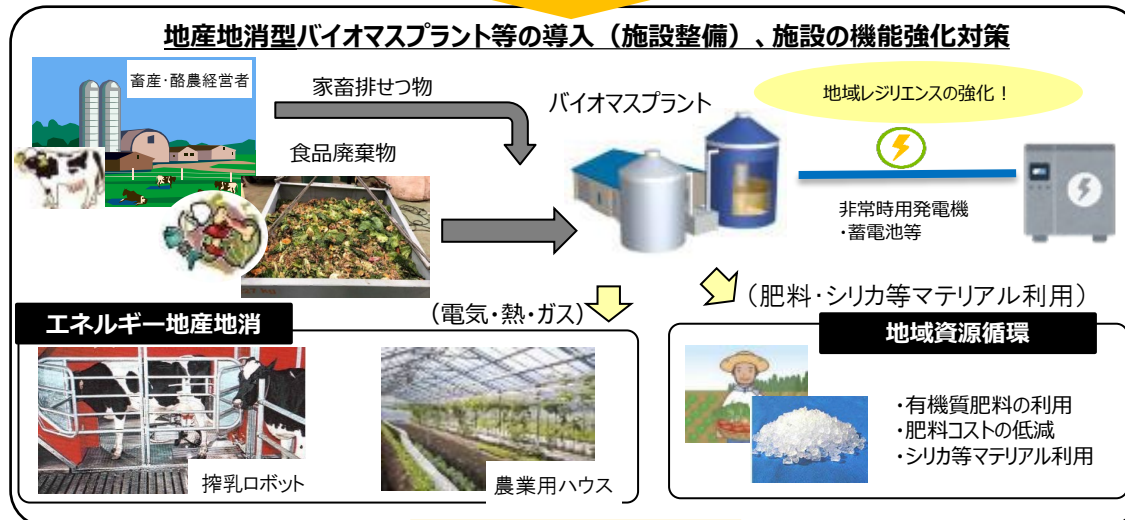 地産地消型バイオマスプラント等の導入（施設整備）、施設の機能強化対策
畜産・酪農経営者
家畜排せつ物
バイオマスプラント
地域レジリエンスの強化！
食品廃棄物
非常時用発電機
・蓄電池等
（電気・熱・ガス）
（肥料・シリカ等マテリアル利用）
エネルギー地産地消
搾乳ロボット
農業用ハウス
地域資源循環
・有機質肥料の利用
・肥料コストの低減
・シリカ等マテリアル利用